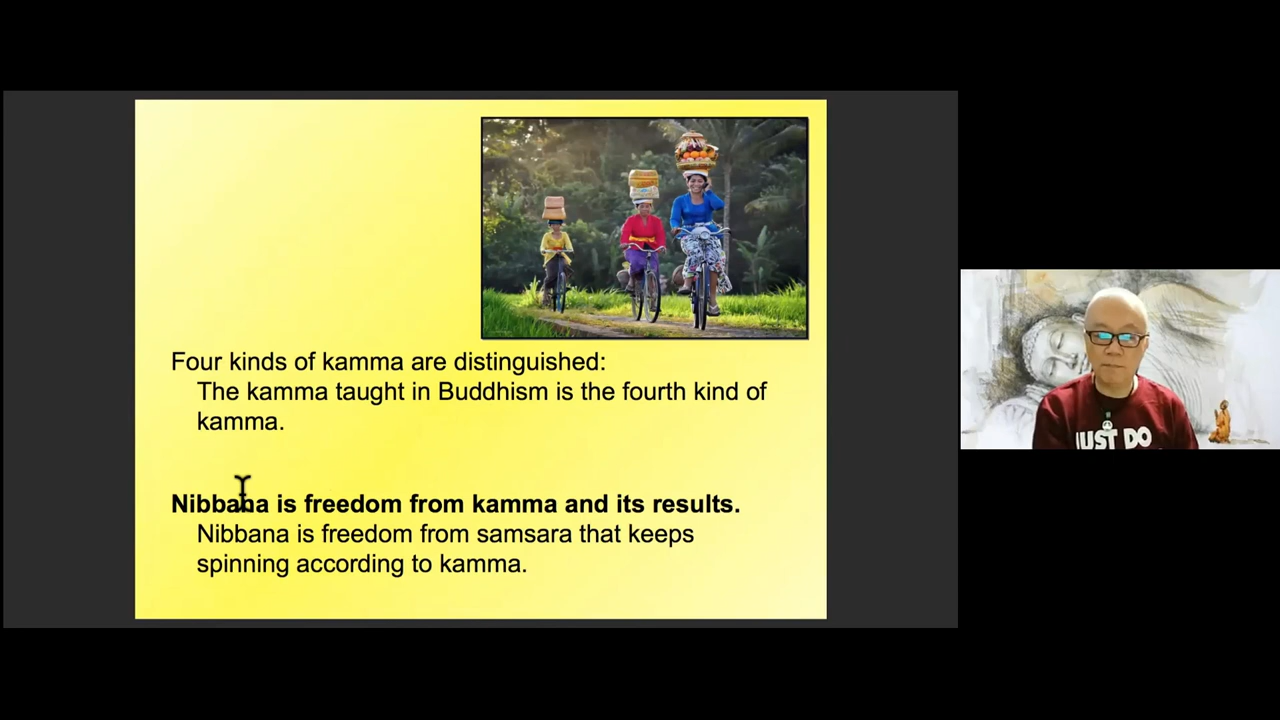 Four kinds of kamma are distinguished:
The kamma taught in Buddhism is the fourth kind of
kamma.
Nibbana is freedom from kamma and its results.
Nibbana is freedom from samsara that keeps
spinning according to kamma.
JUST DO